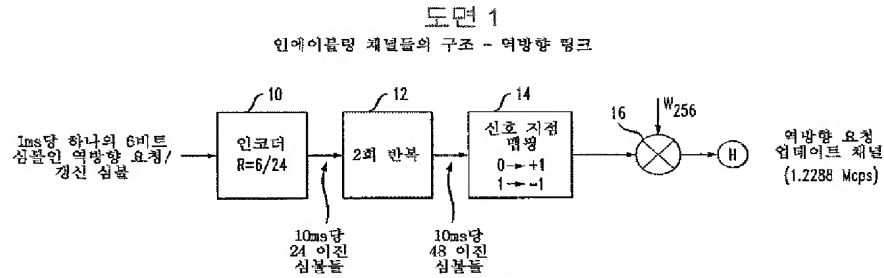 도면 1
인에이블링 채널들의 구조 - 역방향 링크
1ms당 하나의 6비트
심볼인 역방향 요청/
갱신 심볼
10
인코더
R=6/24
10ms당
24 이진
심볼들
12
2회 반복
10ms당
48 이진
심볼들
14
신호 지점
맵핑
0→+1
1→-1
16
W256
H
역방향 요청
업데이트 채널
(1.2288 Mcps)